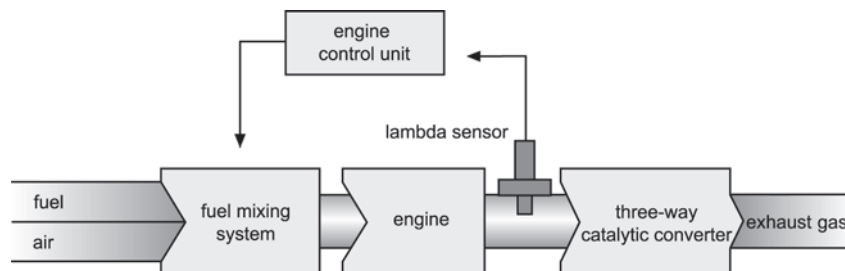 engine
control unit
lambda sensor
fuel
air
fuel mixing
system
engine
three-way
catalytic converter
exhaust gas